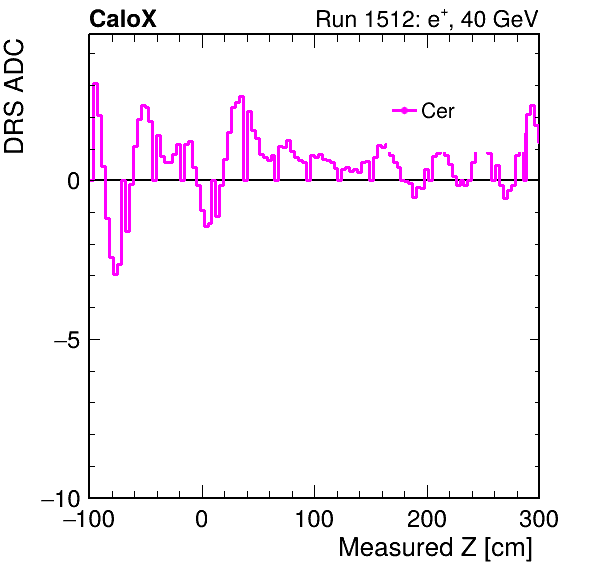 CaloX Run 1512: e⁺, 40 GeV
DRS ADC
Cer
0
−5
−10
−100 0 100 200 300
Measured Z [cm]